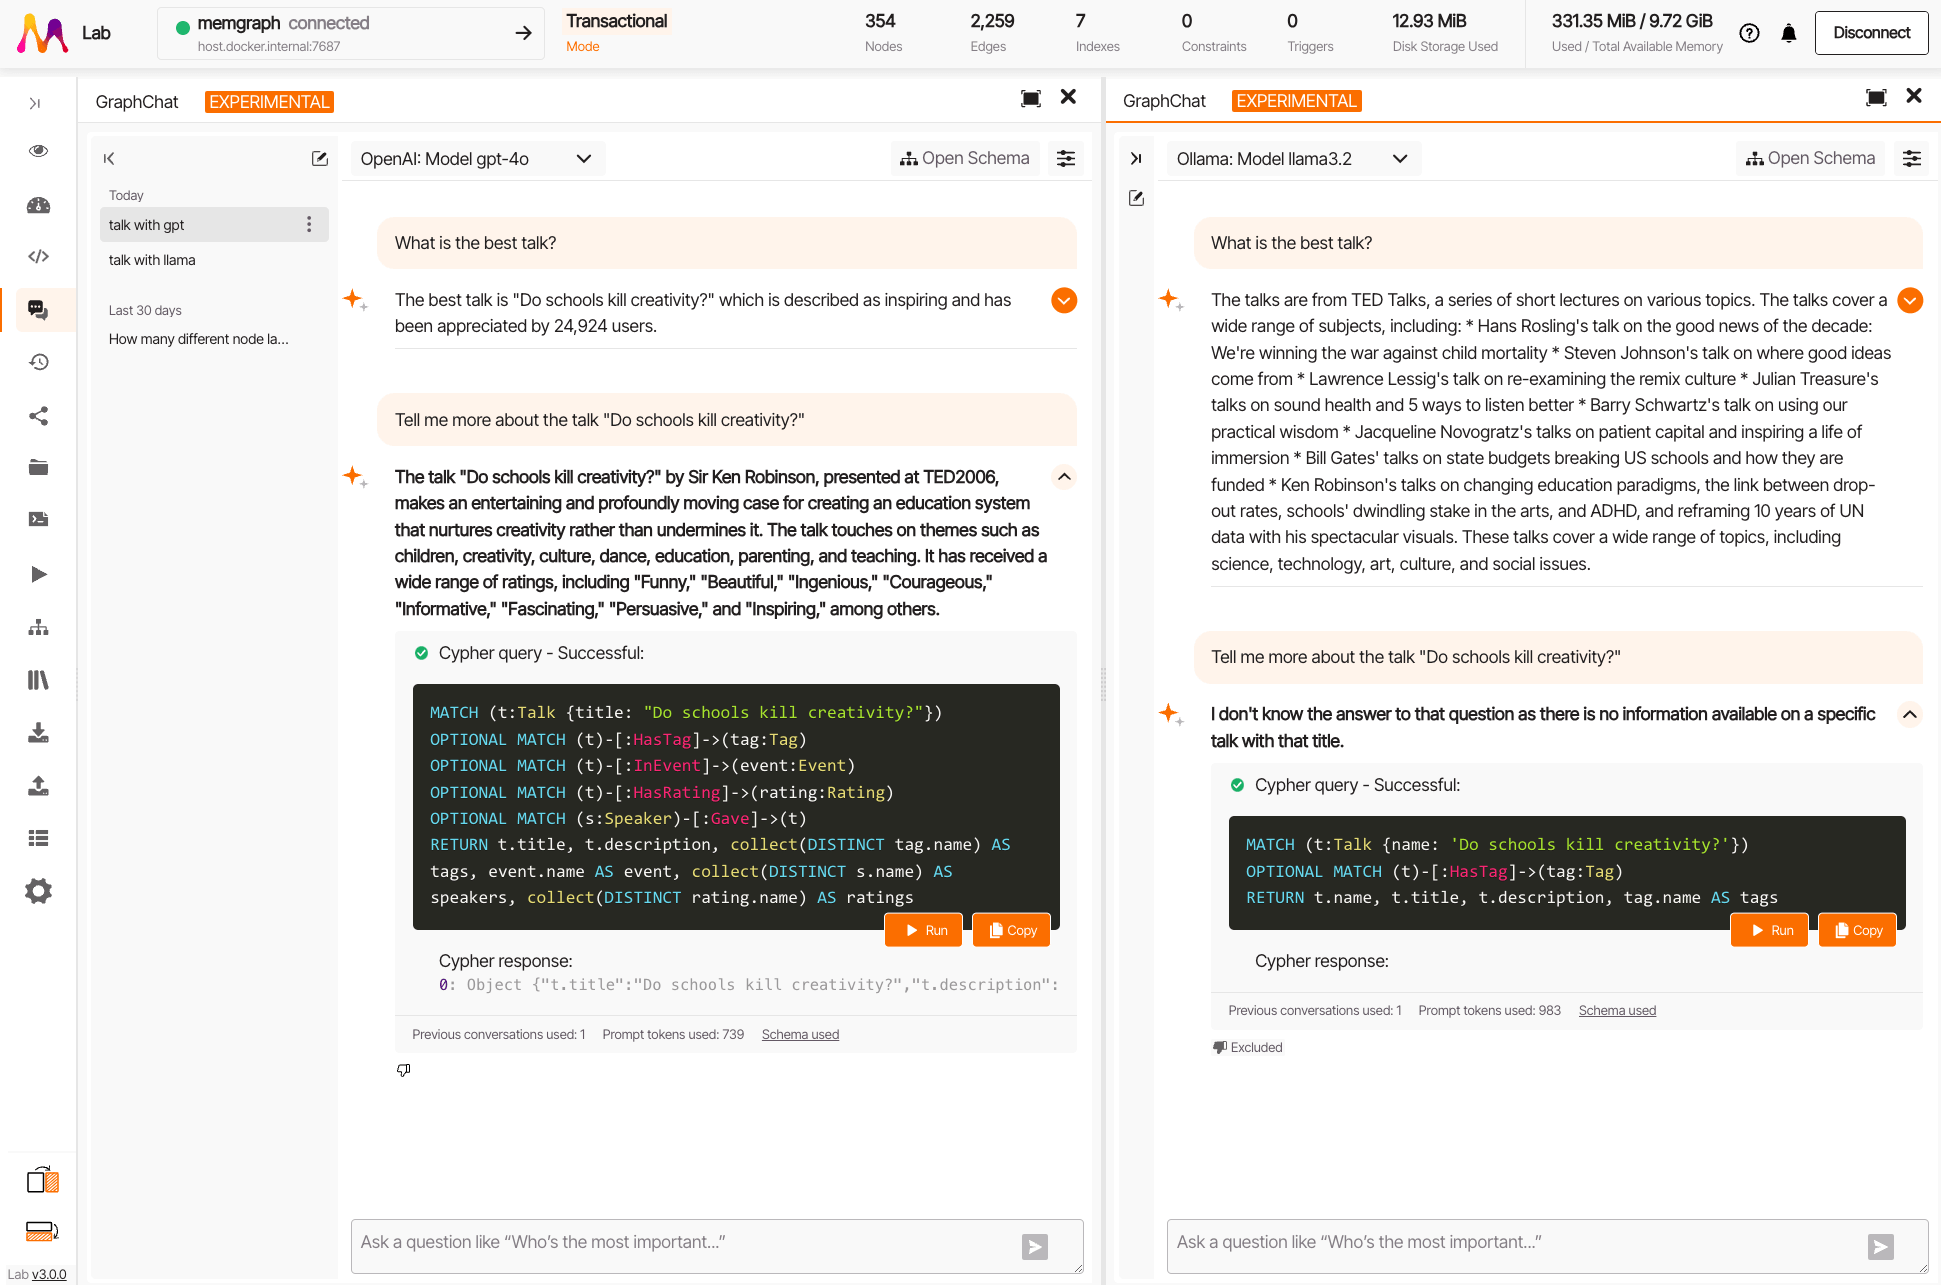 Lab
memgraph connected
host.docker.internal:7687
Transactional
Mode
354
Nodes
2,259
Edges
7
Indexes
0
Constraints
0
Triggers
12.93 MiB
Disk Storage Used
331.35 MiB / 9.72 GiB
Used / Total Available Memory
Disconnect
GraphChat EXPERIMENTAL
Today
talk with gpt
talk with llama
Last 30 days
How many different node la...
OpenAI: Model gpt-4o
Open Schema
What is the best talk?
The best talk is "Do schools kill creativity?" which is described as inspiring and has
been appreciated by 24,924 users.
Tell me more about the talk "Do schools kill creativity?"
The talk "Do schools kill creativity?" by Sir Ken Robinson, presented at TED2006,
makes an entertaining and profoundly moving case for creating an education system
that nurtures creativity rather than undermines it. The talk touches on themes such as
children, creativity, culture, dance, education, parenting, and teaching. It has received a
wide range of ratings, including "Funny," "Beautiful," "Ingenious," "Courageous,"
"Informative," "Fascinating," "Persuasive," and "Inspiring," among others.
Cypher query - Successful:
MATCH (t:Talk {title: "Do schools kill creativity?"})
OPTIONAL MATCH (t)-[:HasTag]->(tag:Tag)
OPTIONAL MATCH (t)-[:InEvent]->(event:Event)
OPTIONAL MATCH (t)-[:HasRating]->(rating:Rating)
OPTIONAL MATCH (s:Speaker)-[:Gave]->(t)
RETURN t.title, t.description, collect(DISTINCT tag.name) AS
tags, event.name AS event, collect(DISTINCT s.name) AS
speakers, collect(DISTINCT rating.name) AS ratings
Run
Copy
Cypher response:
0: Object {"t.title":"Do schools kill creativity?","t.description":
Previous conversations used: 1 Prompt tokens used: 739 Schema used
Ask a question like “Who’s the most important...”
GraphChat EXPERIMENTAL
Ollama: Model llama3.2
Open Schema
What is the best talk?
The talks are from TED Talks, a series of short lectures on various topics. The talks cover a
wide range of subjects, including: * Hans Rosling's talk on the good news of the decade:
We're winning the war against child mortality * Steven Johnson's talk on where good ideas
come from * Lawrence Lessig's talk on re-examining the remix culture * Julian Treasure's
talks on sound health and 5 ways to listen better * Barry Schwartz's talk on using our
practical wisdom * Jacqueline Novogratz's talks on patient capital and inspiring a life of
immersion * Bill Gates' talks on state budgets breaking US schools and how they are
funded * Ken Robinson's talks on changing education paradigms, the link between drop-
out rates, schools' dwindling stake in the arts, and ADHD, and reframing 10 years of UN
data with his spectacular visuals. These talks cover a wide range of topics, including
science, technology, art, culture, and social issues.
Tell me more about the talk "Do schools kill creativity?"
I don't know the answer to that question as there is no information available on a specific
talk with that title.
Cypher query - Successful:
MATCH (t:Talk {name: 'Do schools kill creativity?'})
OPTIONAL MATCH (t)-[:HasTag]->(tag:Tag)
RETURN t.name, t.title, t.description, tag.name AS tags
Run
Copy
Cypher response:
Previous conversations used: 1 Prompt tokens used: 983 Schema used
Excluded
Ask a question like “Who’s the most important...”
Lab v3.0.0